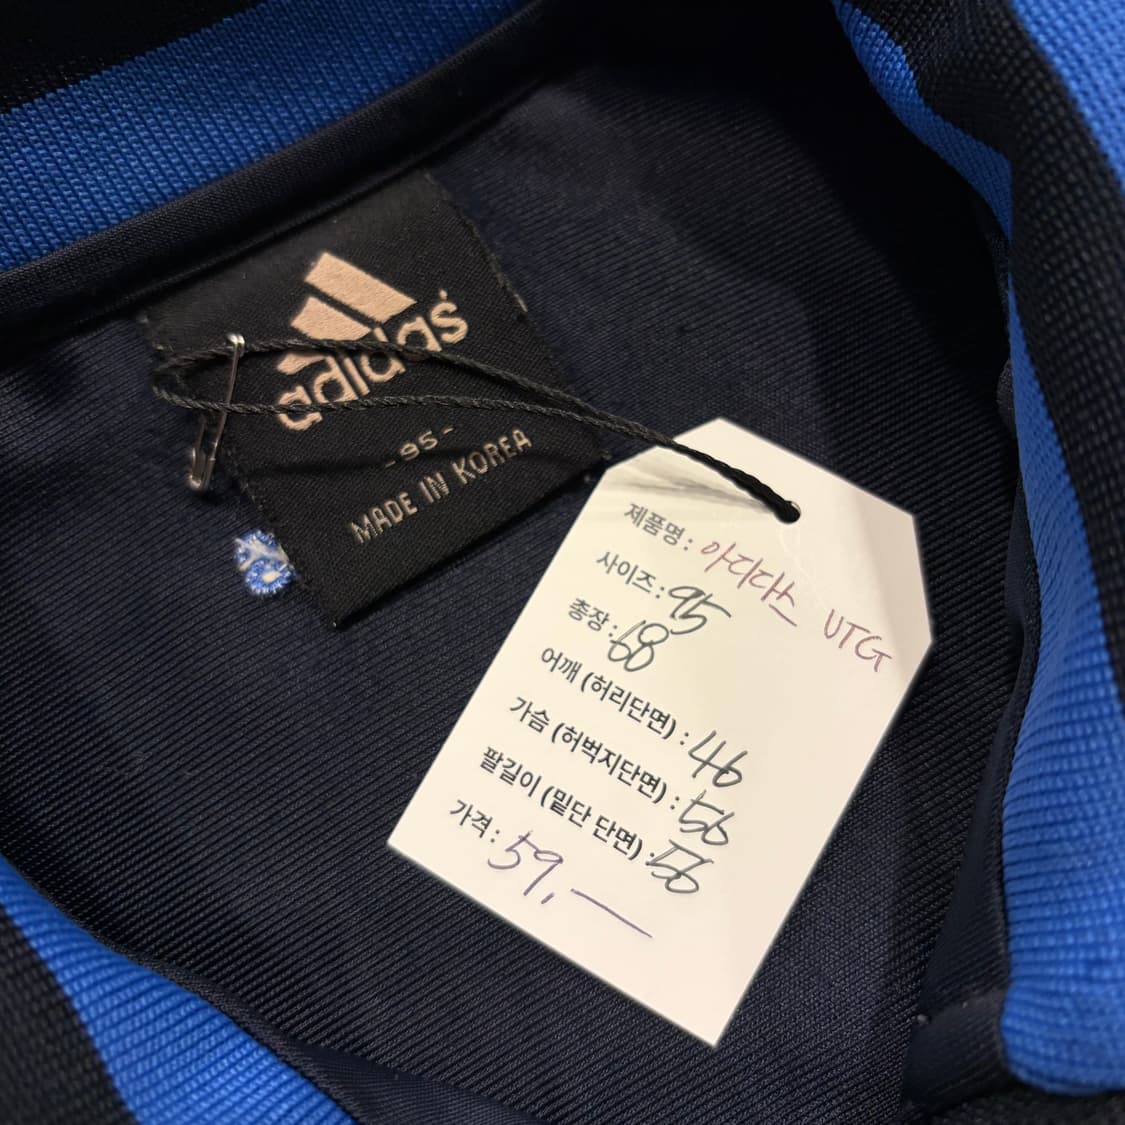 adidas
-95-
MADE IN KOREA
제품명: 아디다스 UTG
사이즈: 95
총장: 68
어깨 (허리단면) : 46
가슴 (허벅지단면) : 56
팔길이 (밑단 단면) : 56
가격: 59,—